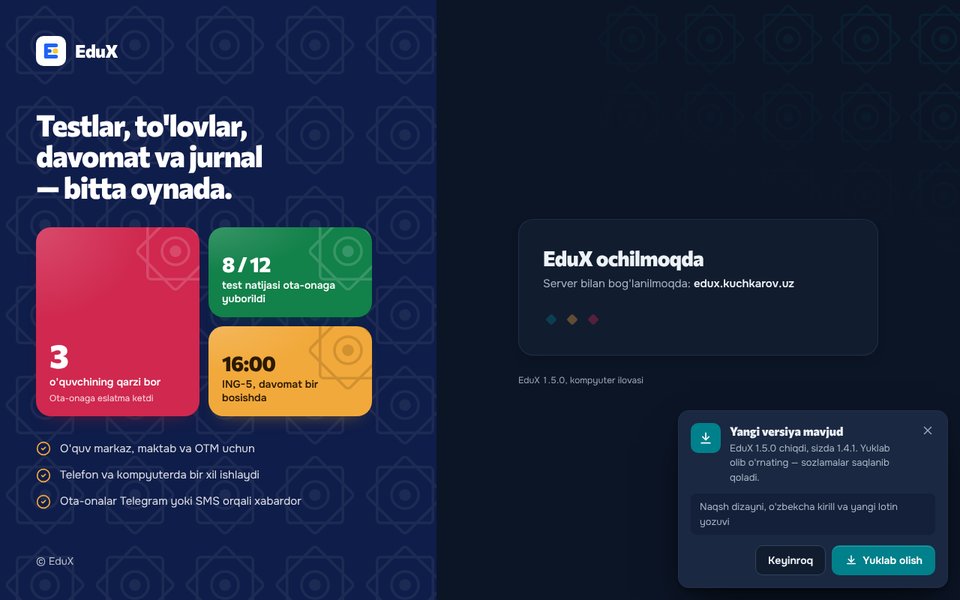 EduX
Testlar, to'lovlar,
davomat va jurnal
— bitta oynada.
3
o'quvchining qarzi bor
Ota-onaga eslatma ketdi
8 / 12
test natijasi ota-onaga
yuborildi
16:00
ING-5, davomat bir
bosishda
O'quv markaz, maktab va OTM uchun
Telefon va kompyuterda bir xil ishlaydi
Ota-onalar Telegram yoki SMS orqali xabardor
© EduX
EduX ochilmoqda
Server bilan bog'lanilmoqda: edux.kuchkarov.uz
EduX 1.5.0, kompyuter ilovasi
Yangi versiya mavjud
EduX 1.5.0 chiqdi, sizda 1.4.1. Yuklab
olib o'rnating — sozlamalar saqlanib
qoladi.
Naqsh dizayni, o'zbekcha kirill va yangi lotin
yozuvi
Keyinroq
Yuklab olish